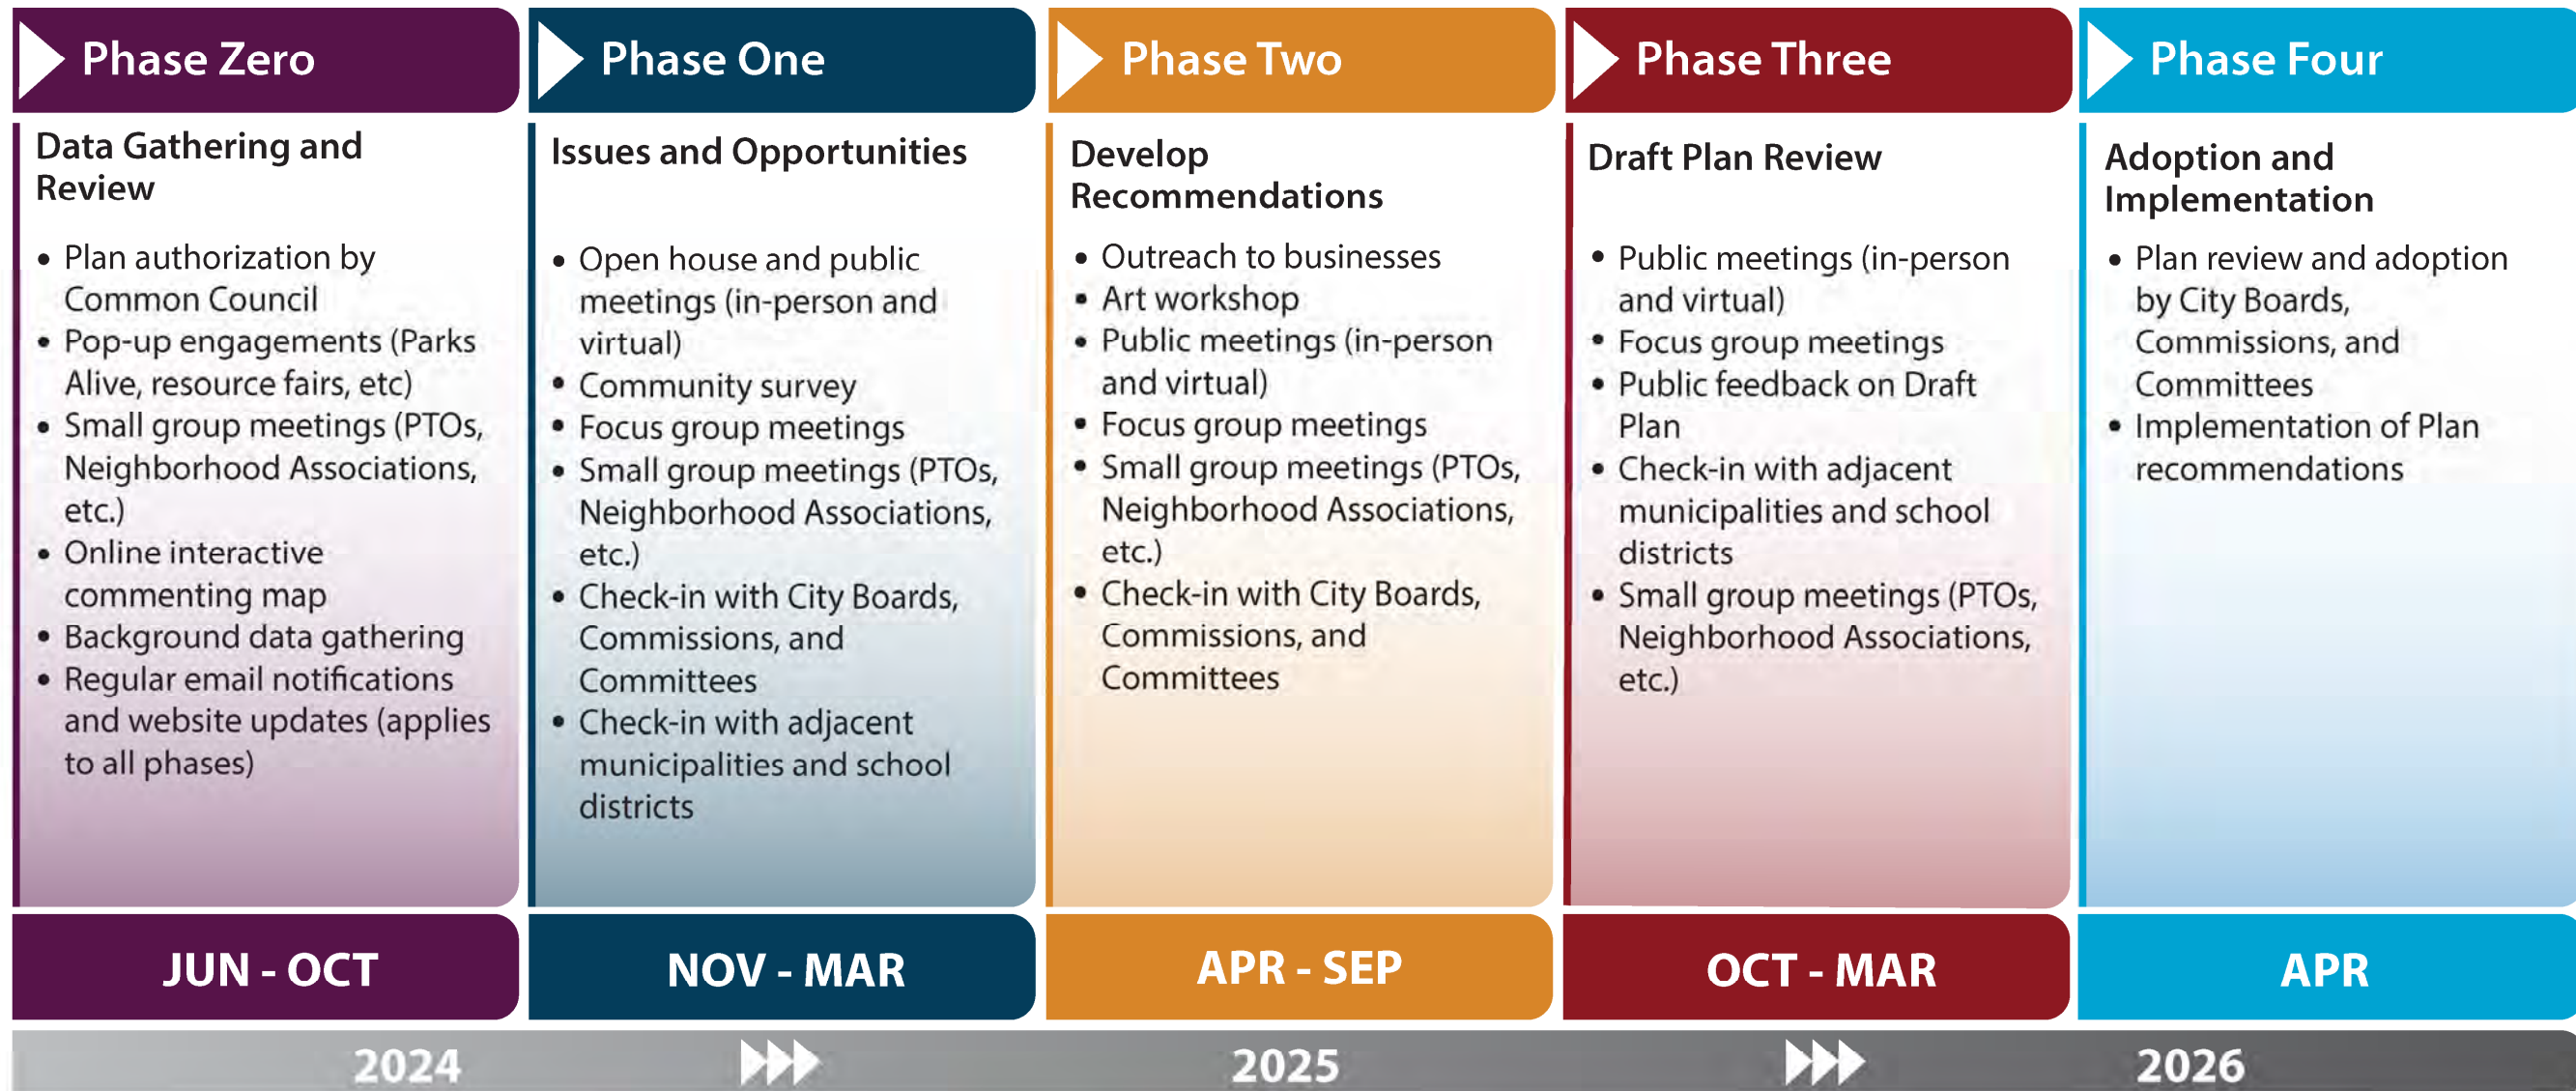 Phase Zero
Data Gathering and
Review
• Plan authorization by
Common Council
• Pop-up engagements (Parks
Alive, resource fairs, etc)
• Small group meetings (PTOs,
Neighborhood Associations,
etc.)
• Online interactive
commenting map
• Background data gathering
• Regular email notifications
and website updates (applies
to all phases)
JUN - OCT
Phase One
Issues and Opportunities
• Open house and public
meetings (in-person and
virtual)
• Community survey
• Focus group meetings
• Small group meetings (PTOs,
Neighborhood Associations,
etc.)
• Check-in with City Boards,
Commissions, and
Committees
• Check-in with adjacent
municipalities and school
districts
NOV - MAR
Phase Two
Develop
Recommendations
• Outreach to businesses
• Art workshop
• Public meetings (in-person
and virtual)
• Focus group meetings
• Small group meetings (PTOs,
Neighborhood Associations,
etc.)
• Check-in with City Boards,
Commissions, and
Committees
APR - SEP
Phase Three
Draft Plan Review
• Public meetings (in-person
and virtual)
• Focus group meetings
• Public feedback on Draft
Plan
• Check-in with adjacent
municipalities and school
districts
• Small group meetings (PTOs,
Neighborhood Associations,
etc.)
OCT - MAR
Phase Four
Adoption and
Implementation
• Plan review and adoption
by City Boards,
Commissions, and
Committees
• Implementation of Plan
recommendations
APR
2024
2025
2026